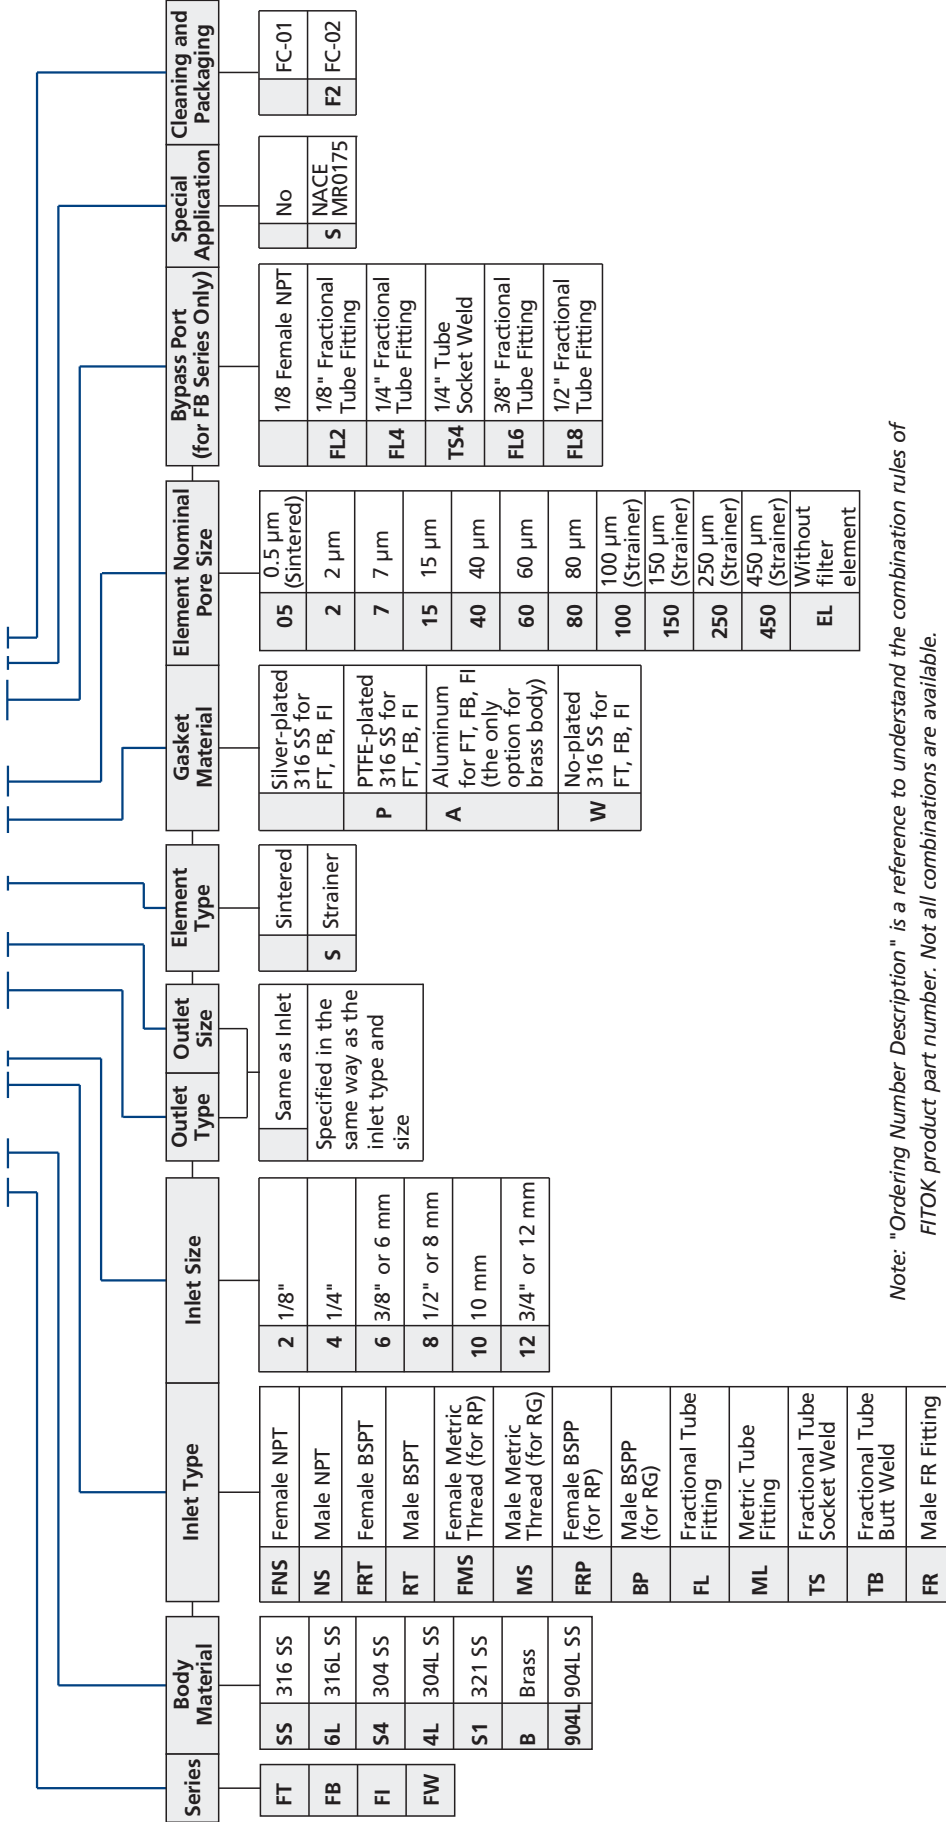 Series
FT
FB
FI
FW
Body
Material
SS 316 SS
6L 316L SS
S4 304 SS
4L 304L SS
S1 321 SS
B Brass
904L 904L SS
Inlet Type
FNS Female NPT
NS Male NPT
FRT Female BSPT
RT Male BSPT
FMS Female Metric
Thread (for RP)
MS Male Metric
Thread (for RG)
FRP Female BSPP
(for RP)
BP Male BSPP
(for RG)
FL Fractional Tube
Fitting
ML Metric Tube
Fitting
TS Fractional Tube
Socket Weld
TB Fractional Tube
Butt Weld
FR Male FR Fitting
Inlet Size
2 1/8"
4 1/4"
6 3/8" or 6 mm
8 1/2" or 8 mm
10 10 mm
12 3/4" or 12 mm
Outlet
Type
Outlet
Size
Same as Inlet
Specified in the
same way as the
inlet type and
size
Element
Type
Sintered
S Strainer
Gasket
Material
Silver-plated
316 SS for
FT, FB, FI
P PTFE-plated
316 SS for
FT, FB, FI
A Aluminum
for FT, FB, FI
(the only
option for
brass body)
W No-plated
316 SS for
FT, FB, FI
Element Nominal
Pore Size
05 0.5 μm
(Sintered)
2 2 μm
7 7 μm
15 15 μm
40 40 μm
60 60 μm
80 80 μm
100 100 μm
(Strainer)
150 150 μm
(Strainer)
250 250 μm
(Strainer)
450 450 μm
(Strainer)
EL Without
filter
element
Bypass Port
(for FB Series Only)
1/8 Female NPT
FL2 1/8" Fractional
Tube Fitting
FL4 1/4" Fractional
Tube Fitting
TS4 1/4" Tube
Socket Weld
FL6 3/8" Fractional
Tube Fitting
FL8 1/2" Fractional
Tube Fitting
Special
Application
No
S NACE
MR0175
Cleaning and
Packaging
FC-01
F2 FC-02
Note: "Ordering Number Description" is a reference to understand the combination rules of
FITOK product part number. Not all combinations are available.